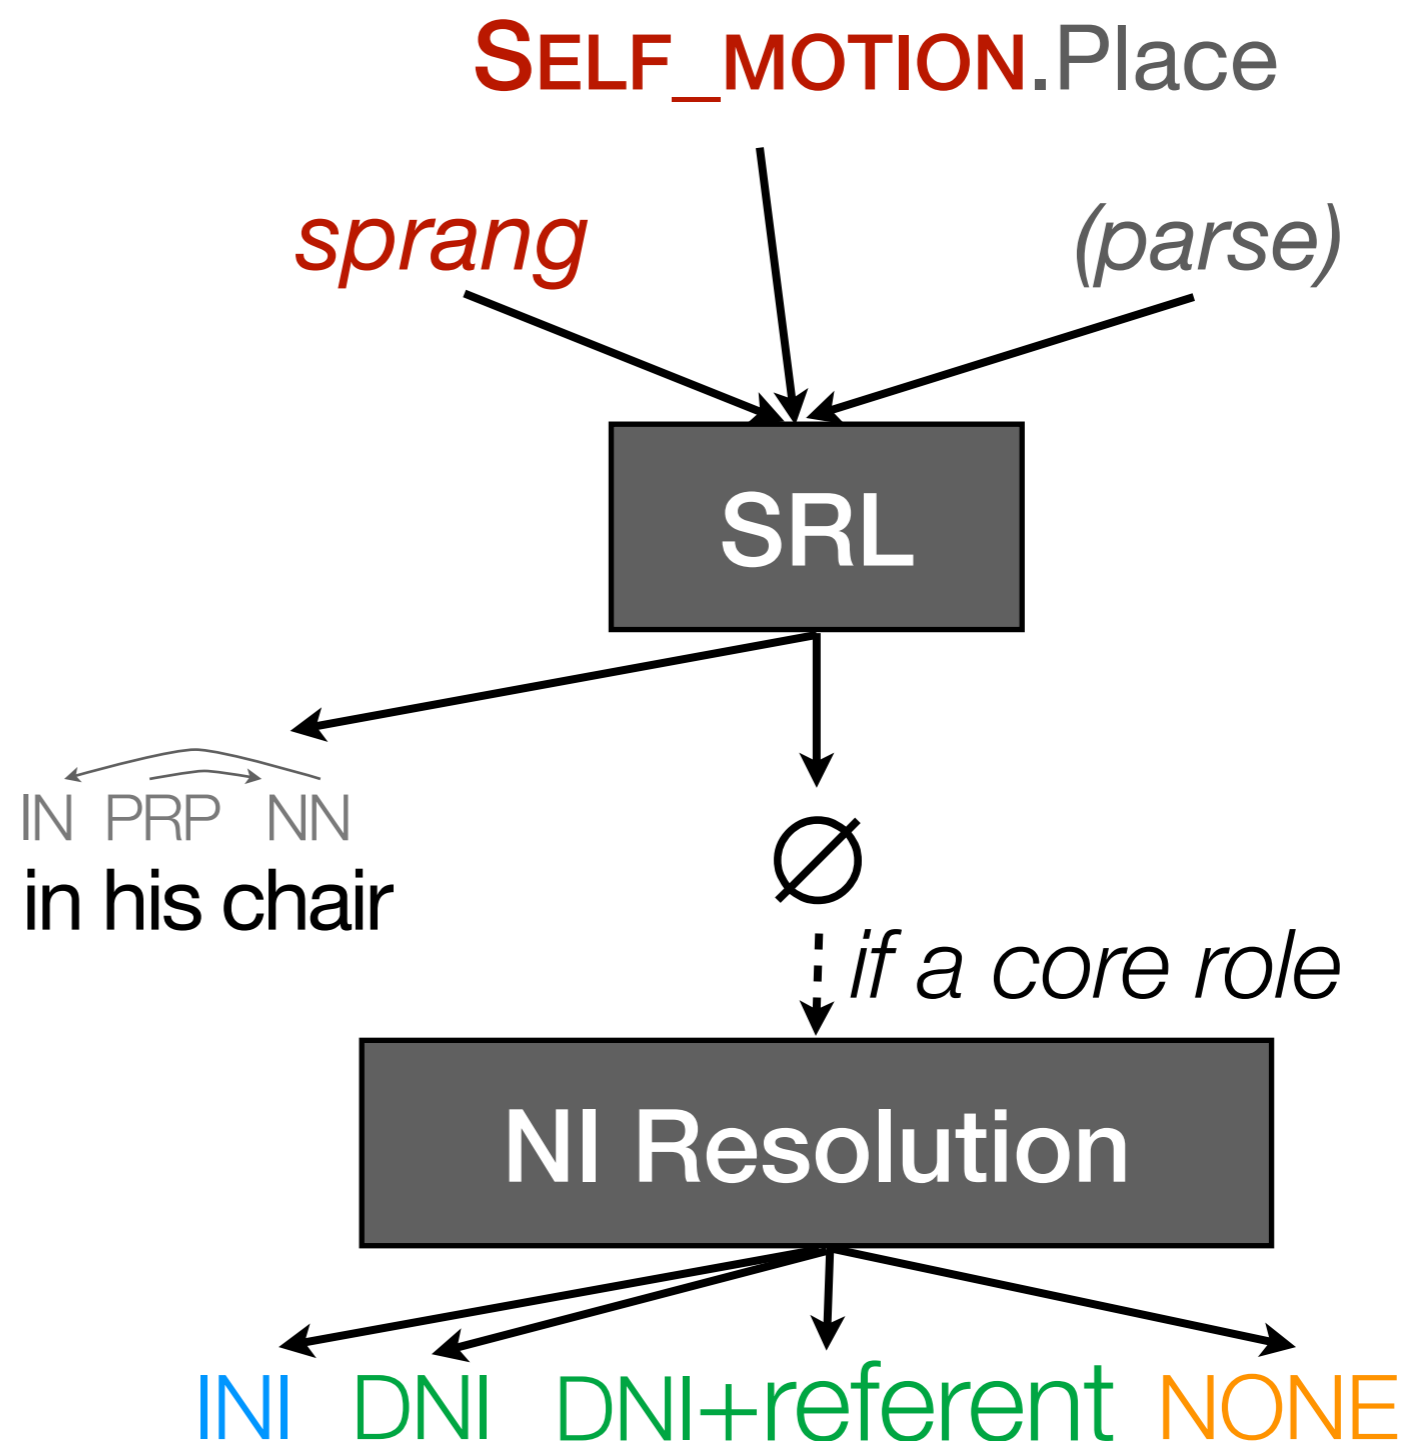 SELF_MOTION.Place
sprang
(parse)
SRL
IN PRP NN
in his chair
∅
if a core role
NI Resolution
INI DNI DNI+referent NONE